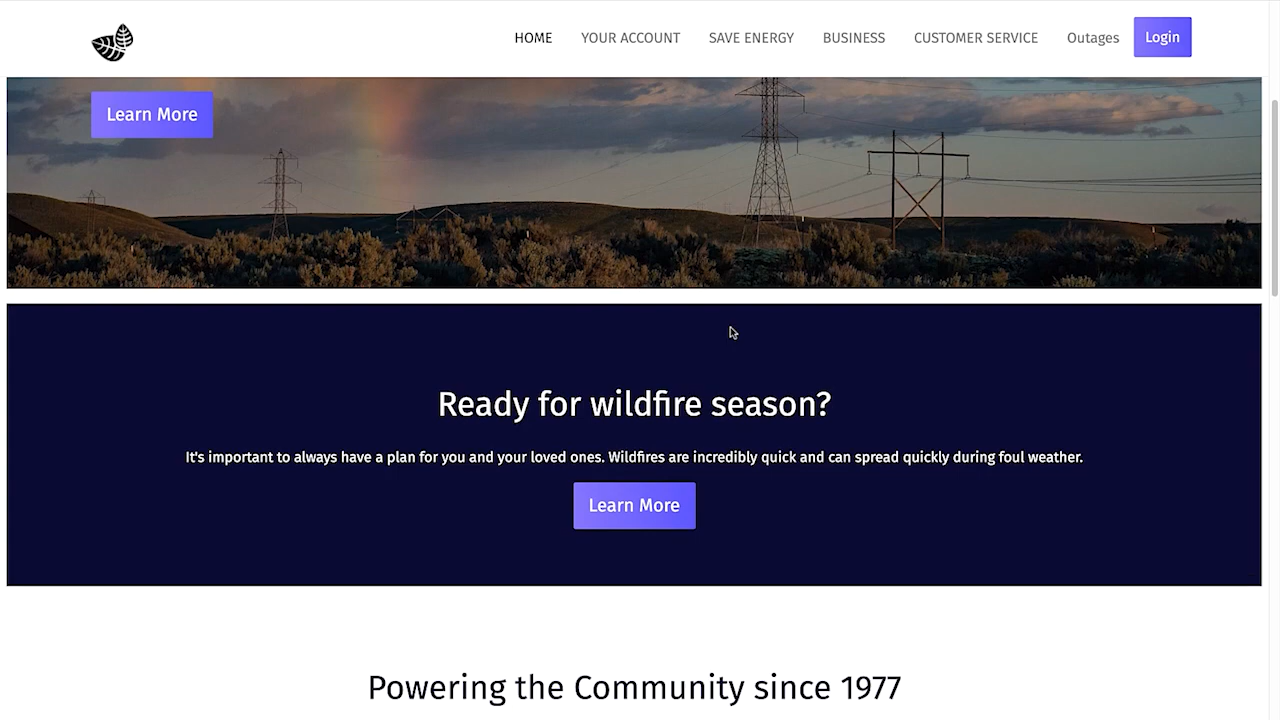 HOME YOUR ACCOUNT SAVE ENERGY BUSINESS CUSTOMER SERVICE Outages Login
Learn More
Ready for wildfire season?
It's important to always have a plan for you and your loved ones. Wildfires are incredibly quick and can spread quickly during foul weather.
Learn More
Powering the Community since 1977